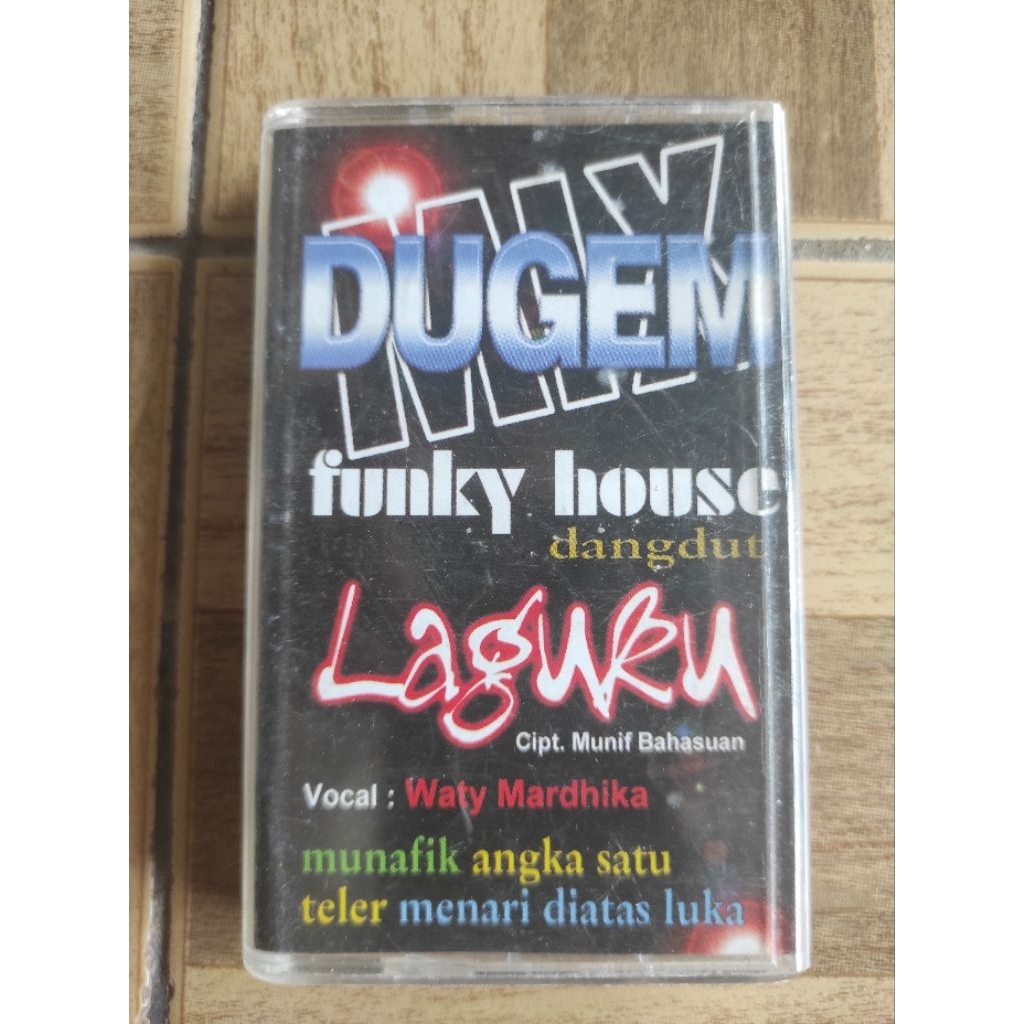 MIX
DUGEM
funky house
dangdut
Laguku
Cipt. Munif Bahasuan
Vocal : Waty Mardhika
munafik angka satu
teler menari diatas luka